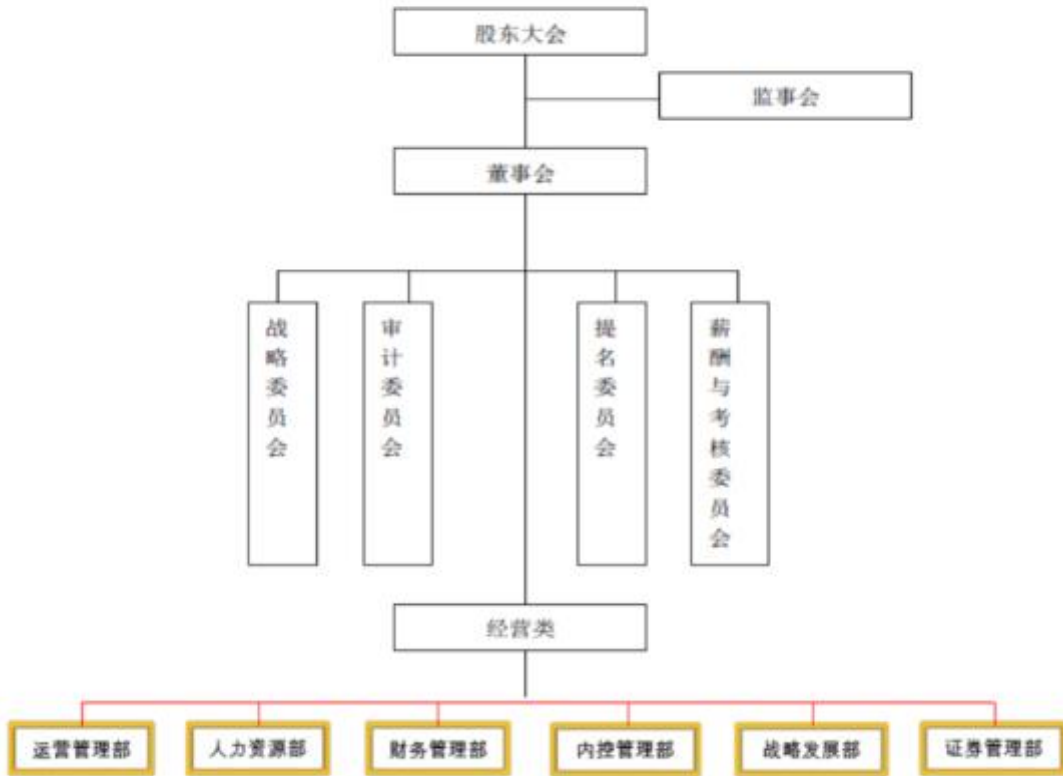 股东大会
监事会
董事会
战略委员会
审计委员会
提名委员会
薪酬与考核委员会
经营类
运营管理部
人力资源部
财务管理部
内控管理部
战略发展部
证券管理部